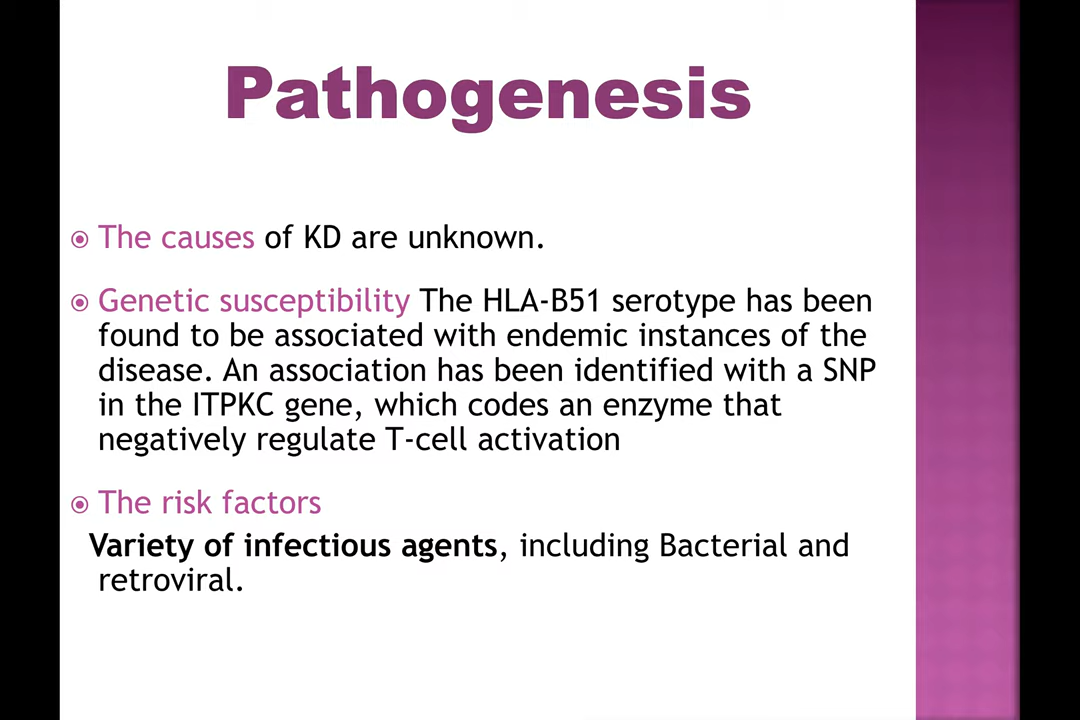 Pathogenesis
The causes of KD are unknown.
Genetic susceptibility The HLA-B51 serotype has been
found to be associated with endemic instances of the
disease. An association has been identified with a SNP
in the ITPKC gene, which codes an enzyme that
negatively regulate T-cell activation
The risk factors
Variety of infectious agents, including Bacterial and
retroviral.